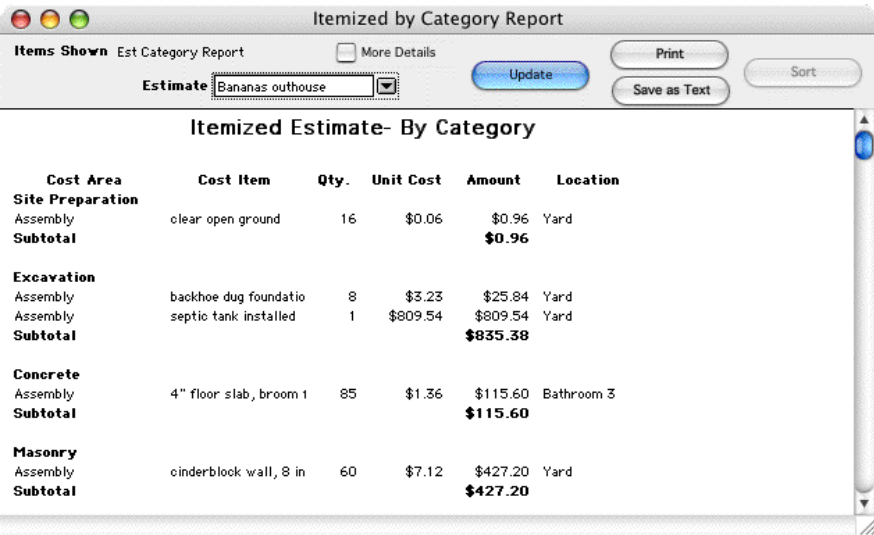 Itemized by Category Report
Items Shown Est Category Report More Details Print
Update Sort
Estimate Bananas outhouse Save as Text
Itemized Estimate- By Category
Cost Area Cost Item Qty. Unit Cost Amount Location
Site Preparation
Assembly clear open ground 16 $0.06 $0.96 Yard
Subtotal $0.96
Excavation
Assembly backhoe dug foundatio 8 $3.23 $25.84 Yard
Assembly septic tank installed 1 $809.54 $809.54 Yard
Subtotal $835.38
Concrete
Assembly 4" floor slab, broom 85 $1.36 $115.60 Bathroom 3
Subtotal $115.60
Masonry
Assembly cinderblock wall, 8 in 60 $7.12 $427.20 Yard
Subtotal $427.20